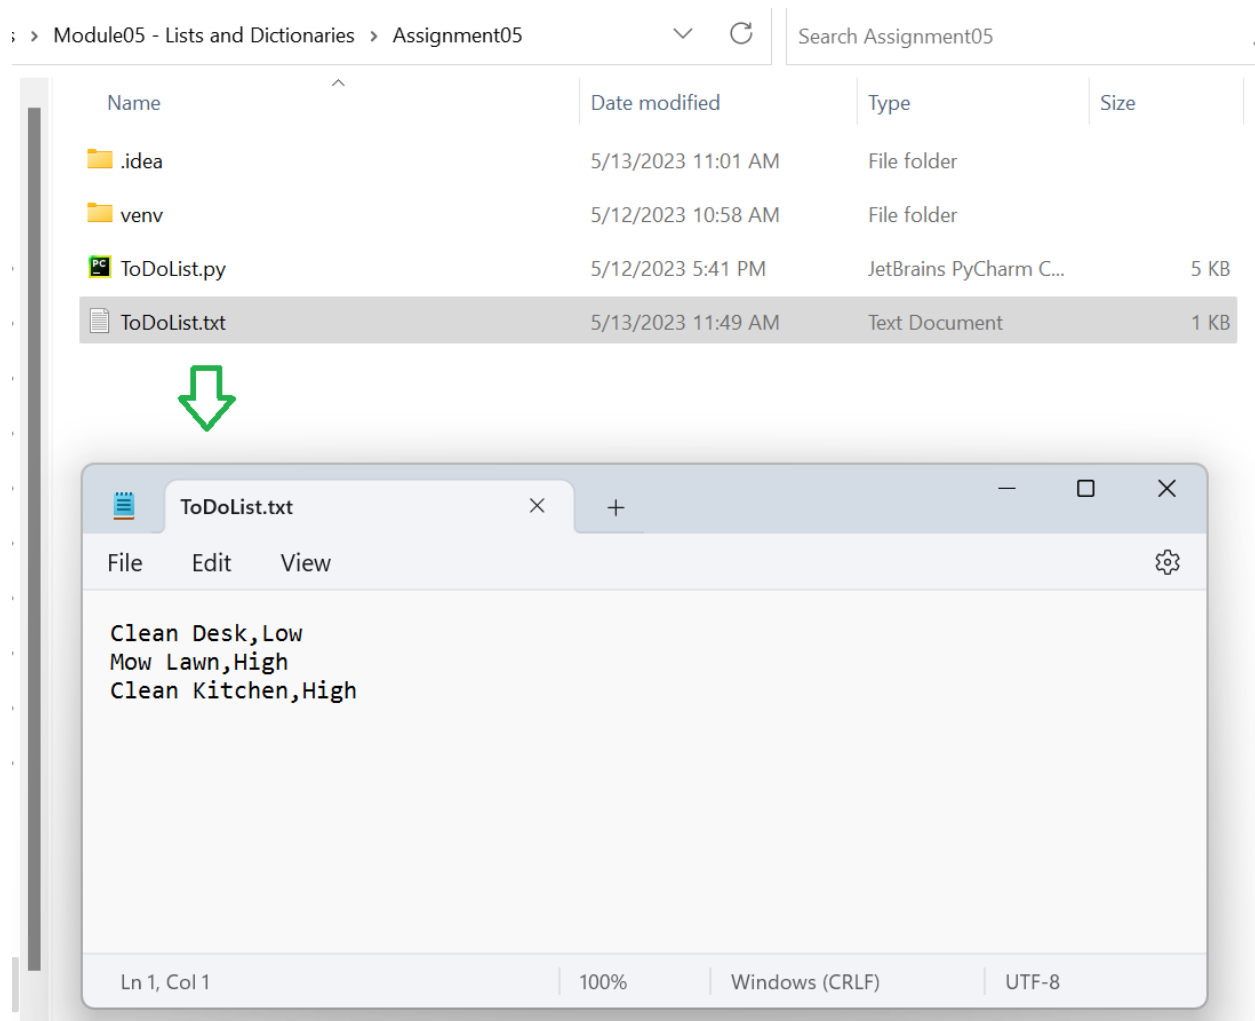 s > Module05 - Lists and Dictionaries > Assignment05
Search Assignment05
Name Date modified Type Size
.idea 5/13/2023 11:01 AM File folder
venv 5/12/2023 10:58 AM File folder
PC ToDoList.py 5/12/2023 5:41 PM JetBrains PyCharm C... 5 KB
ToDoList.txt 5/13/2023 11:49 AM Text Document 1 KB
ToDoList.txt
File Edit View
Clean Desk,Low
Mow Lawn,High
Clean Kitchen,High
Ln 1, Col 1 100% Windows (CRLF) UTF-8